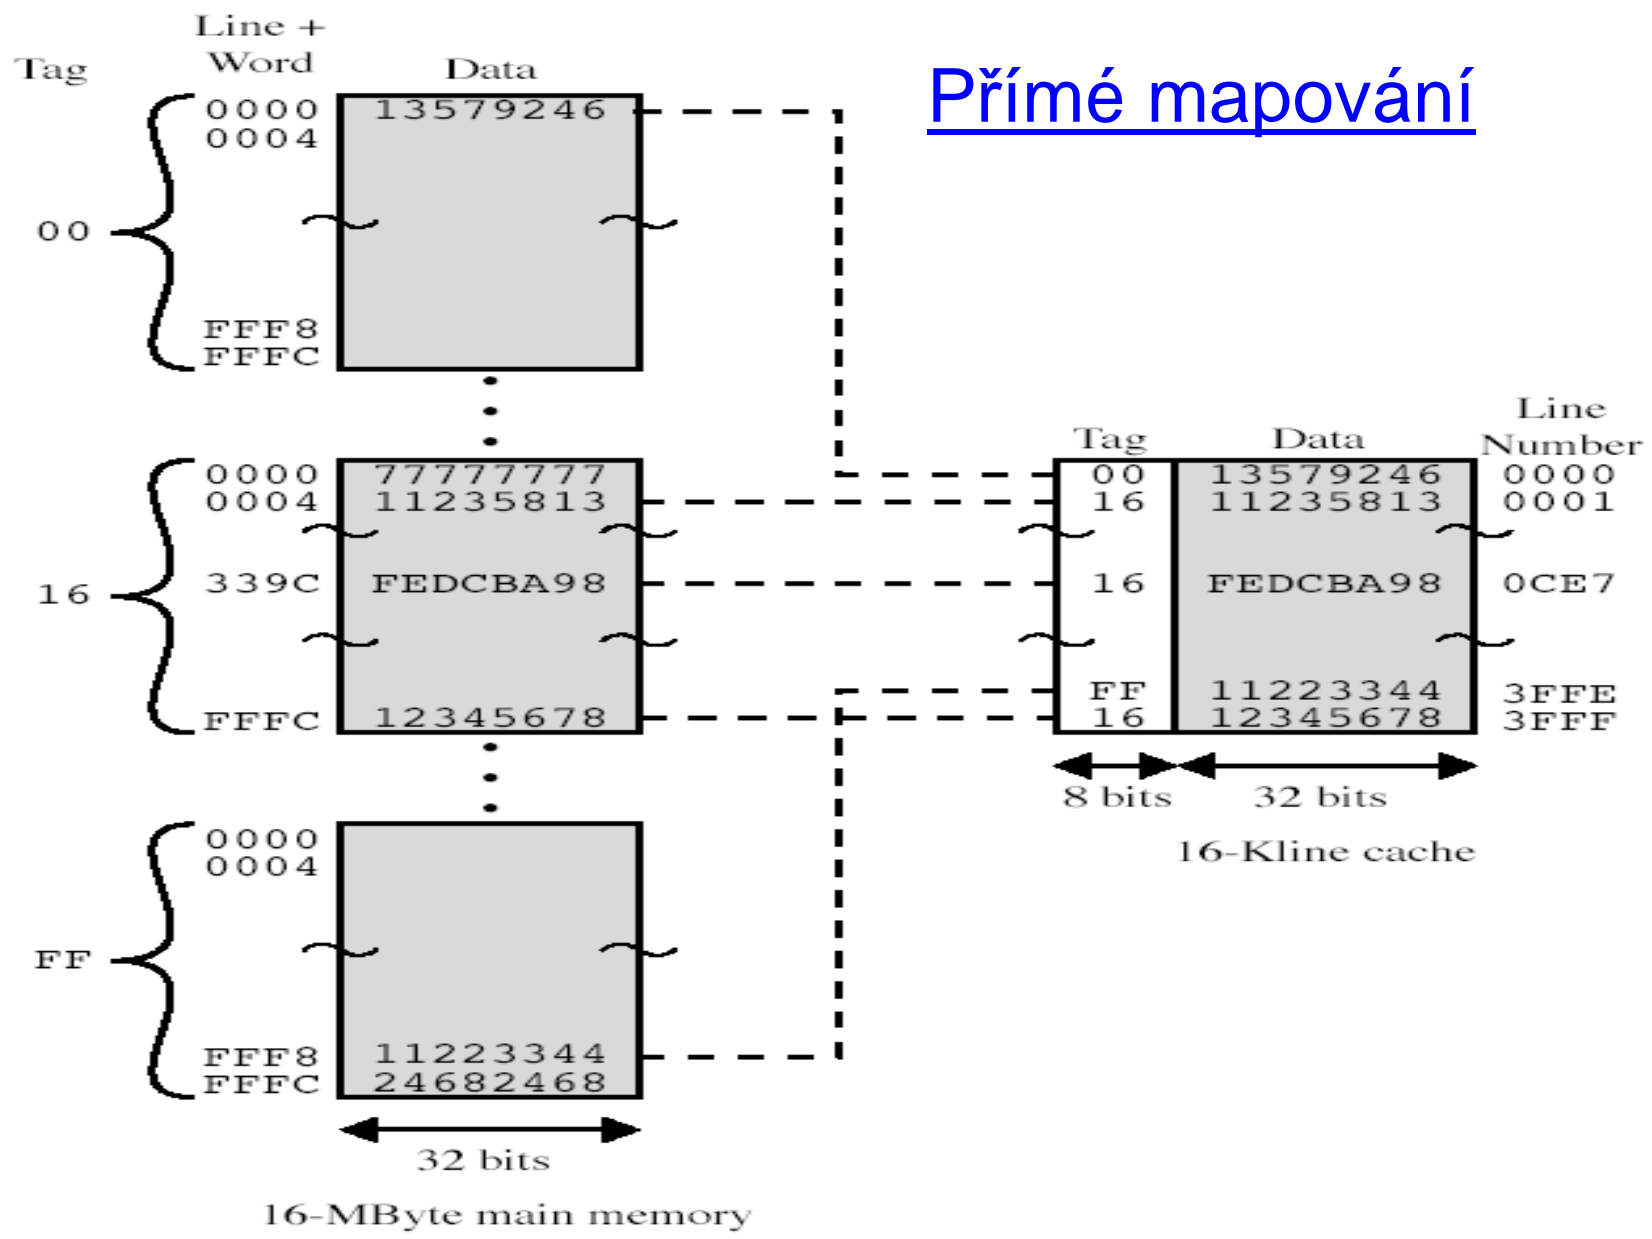 Přímé mapování
Line +
Tag Word Data
0000 13579246
0004
00
FFF8
FFFC
0000 77777777
0004 11235813
16 339C FEDCBA98
FFFC 12345678
0000
0004
FF
FFF8 11223344
FFFC 24682468
32 bits
16-MByte main memory
Line
Tag Data Number
00 13579246 0000
16 11235813 0001
16 FEDCBA98 0CE7
FF 11223344 3FFE
16 12345678 3FFF
8 bits 32 bits
16-Kline cache